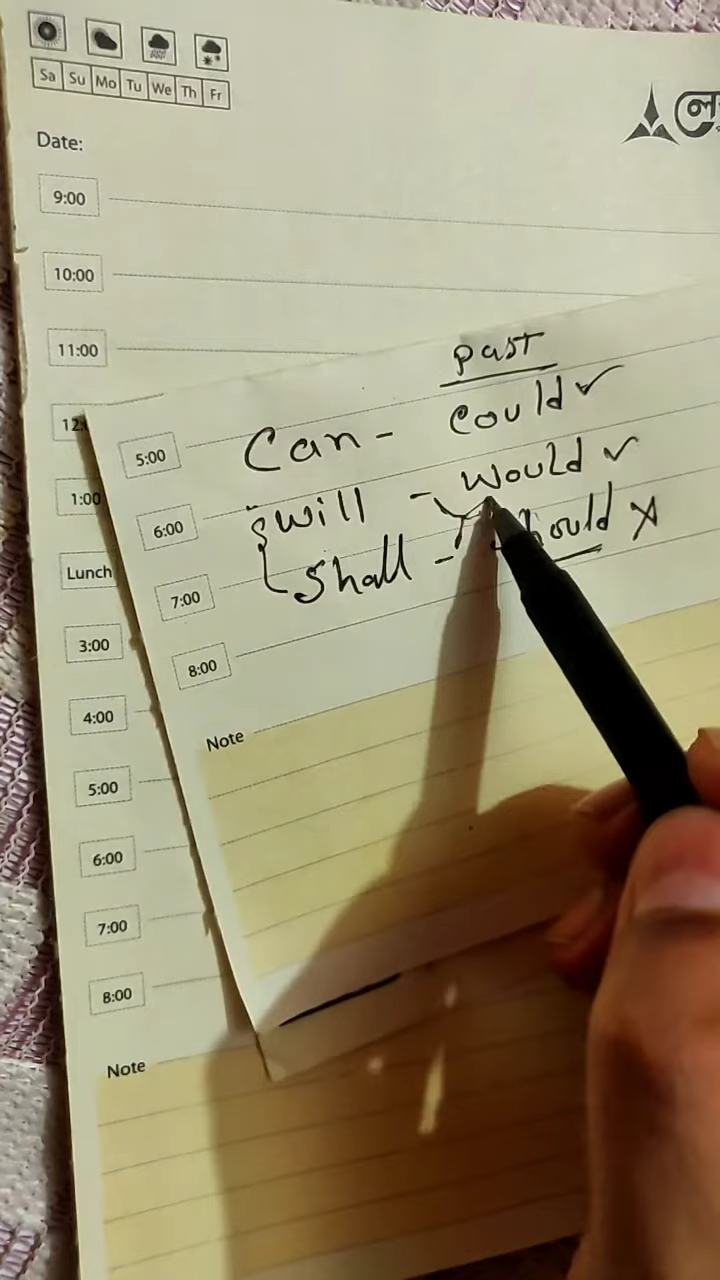 Sa Su Mo Tu We Th Fr
Date:
9:00
10:00
11:00
12:
1:00
Lunch
3:00
4:00
5:00
6:00
7:00
8:00
Note
past
5:00 Can - Could ✓
6:00 will - would ✓
7:00 Shall - should ✗
8:00
Note